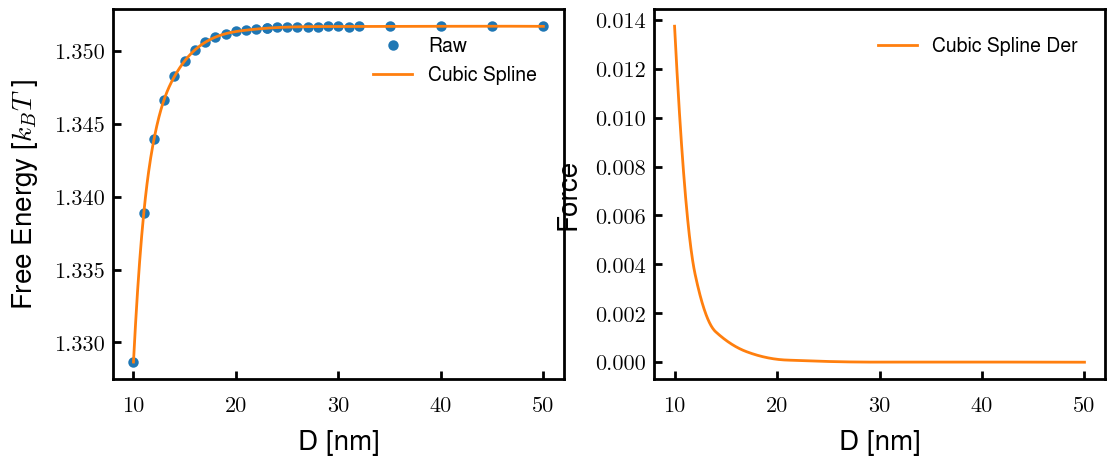 Free Energy [$k_BT$]
1.350
1.345
1.340
1.335
1.330
Raw
Cubic Spline
10 20 30 40 50
D [nm]
Force
0.014
0.012
0.010
0.008
0.006
0.004
0.002
0.000
Cubic Spline Der
10 20 30 40 50
D [nm]